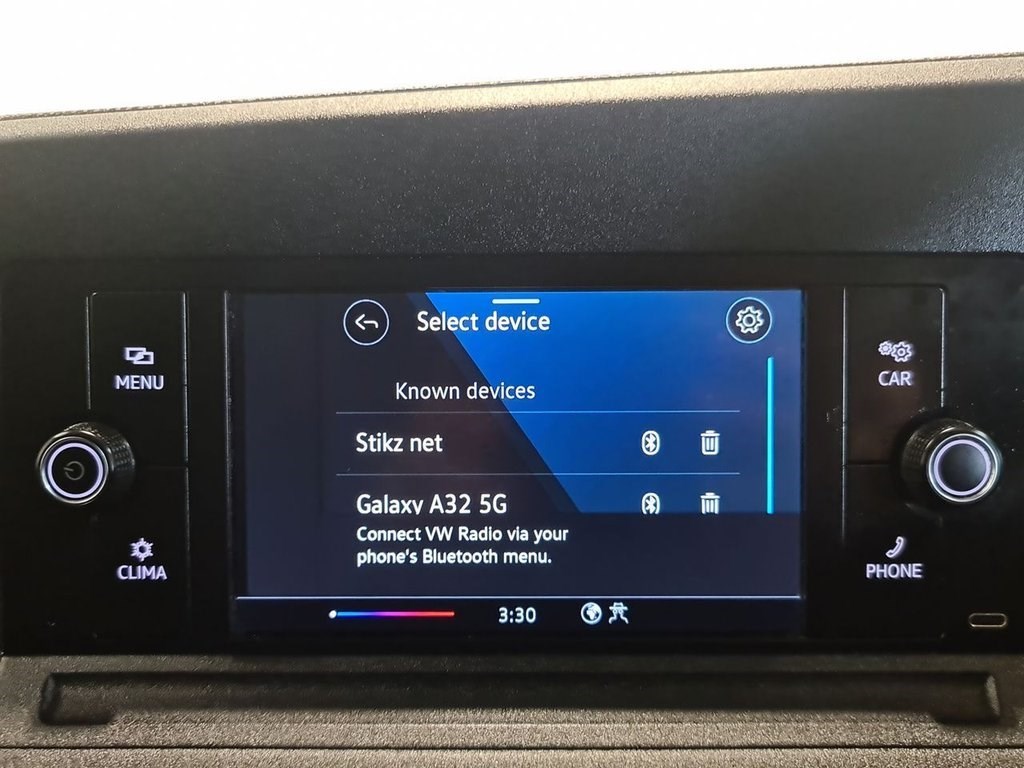 Select device
MENU
CAR
Known devices
Stikz net
Galaxy A32 5G
Connect VW Radio via your
phone's Bluetooth menu.
CLIMA
PHONE
3:30